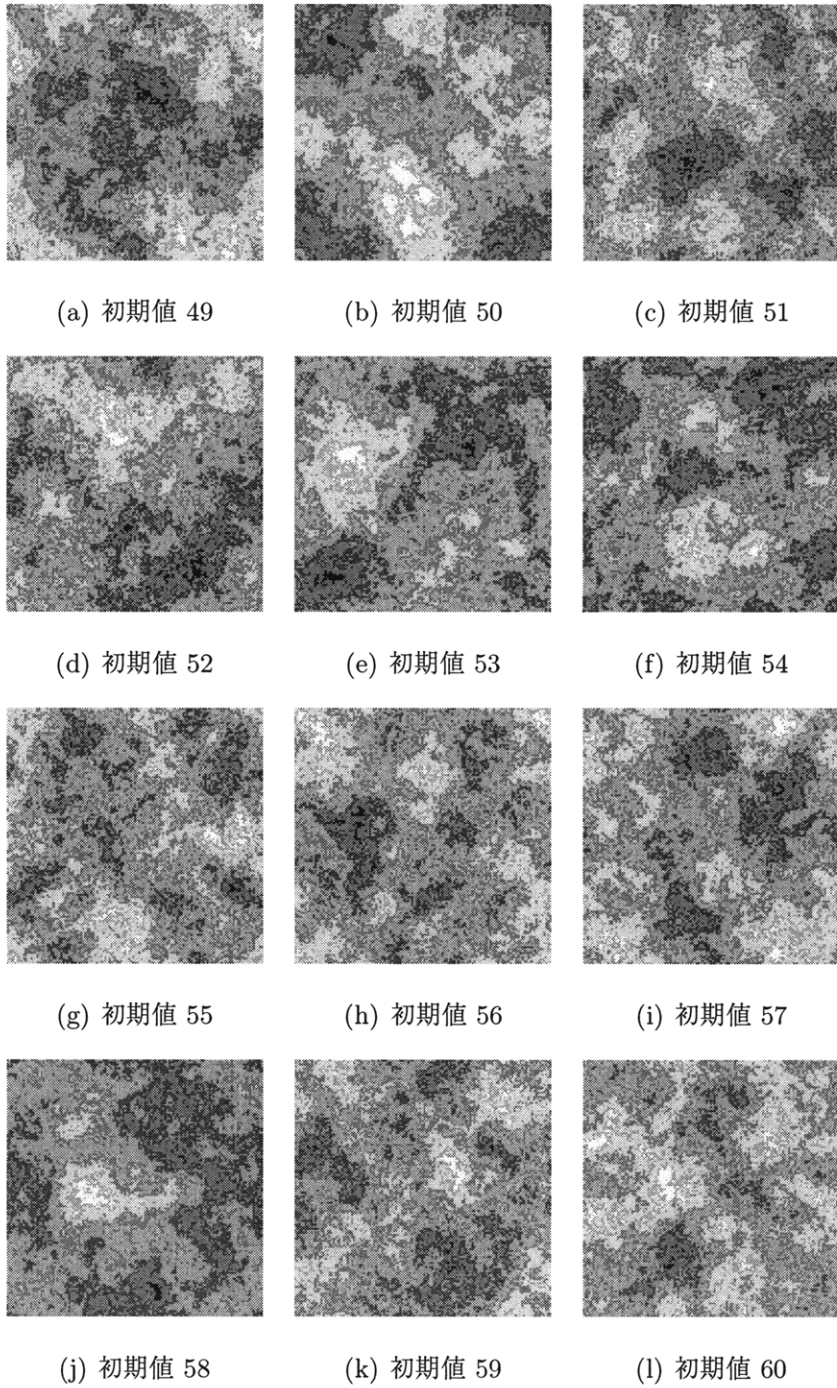 (a) 初期値 49 (b) 初期値 50 (c) 初期値 51
(d) 初期値 52 (e) 初期値 53 (f) 初期値 54
(g) 初期値 55 (h) 初期値 56 (i) 初期値 57
(j) 初期値 58 (k) 初期値 59 (l) 初期値 60